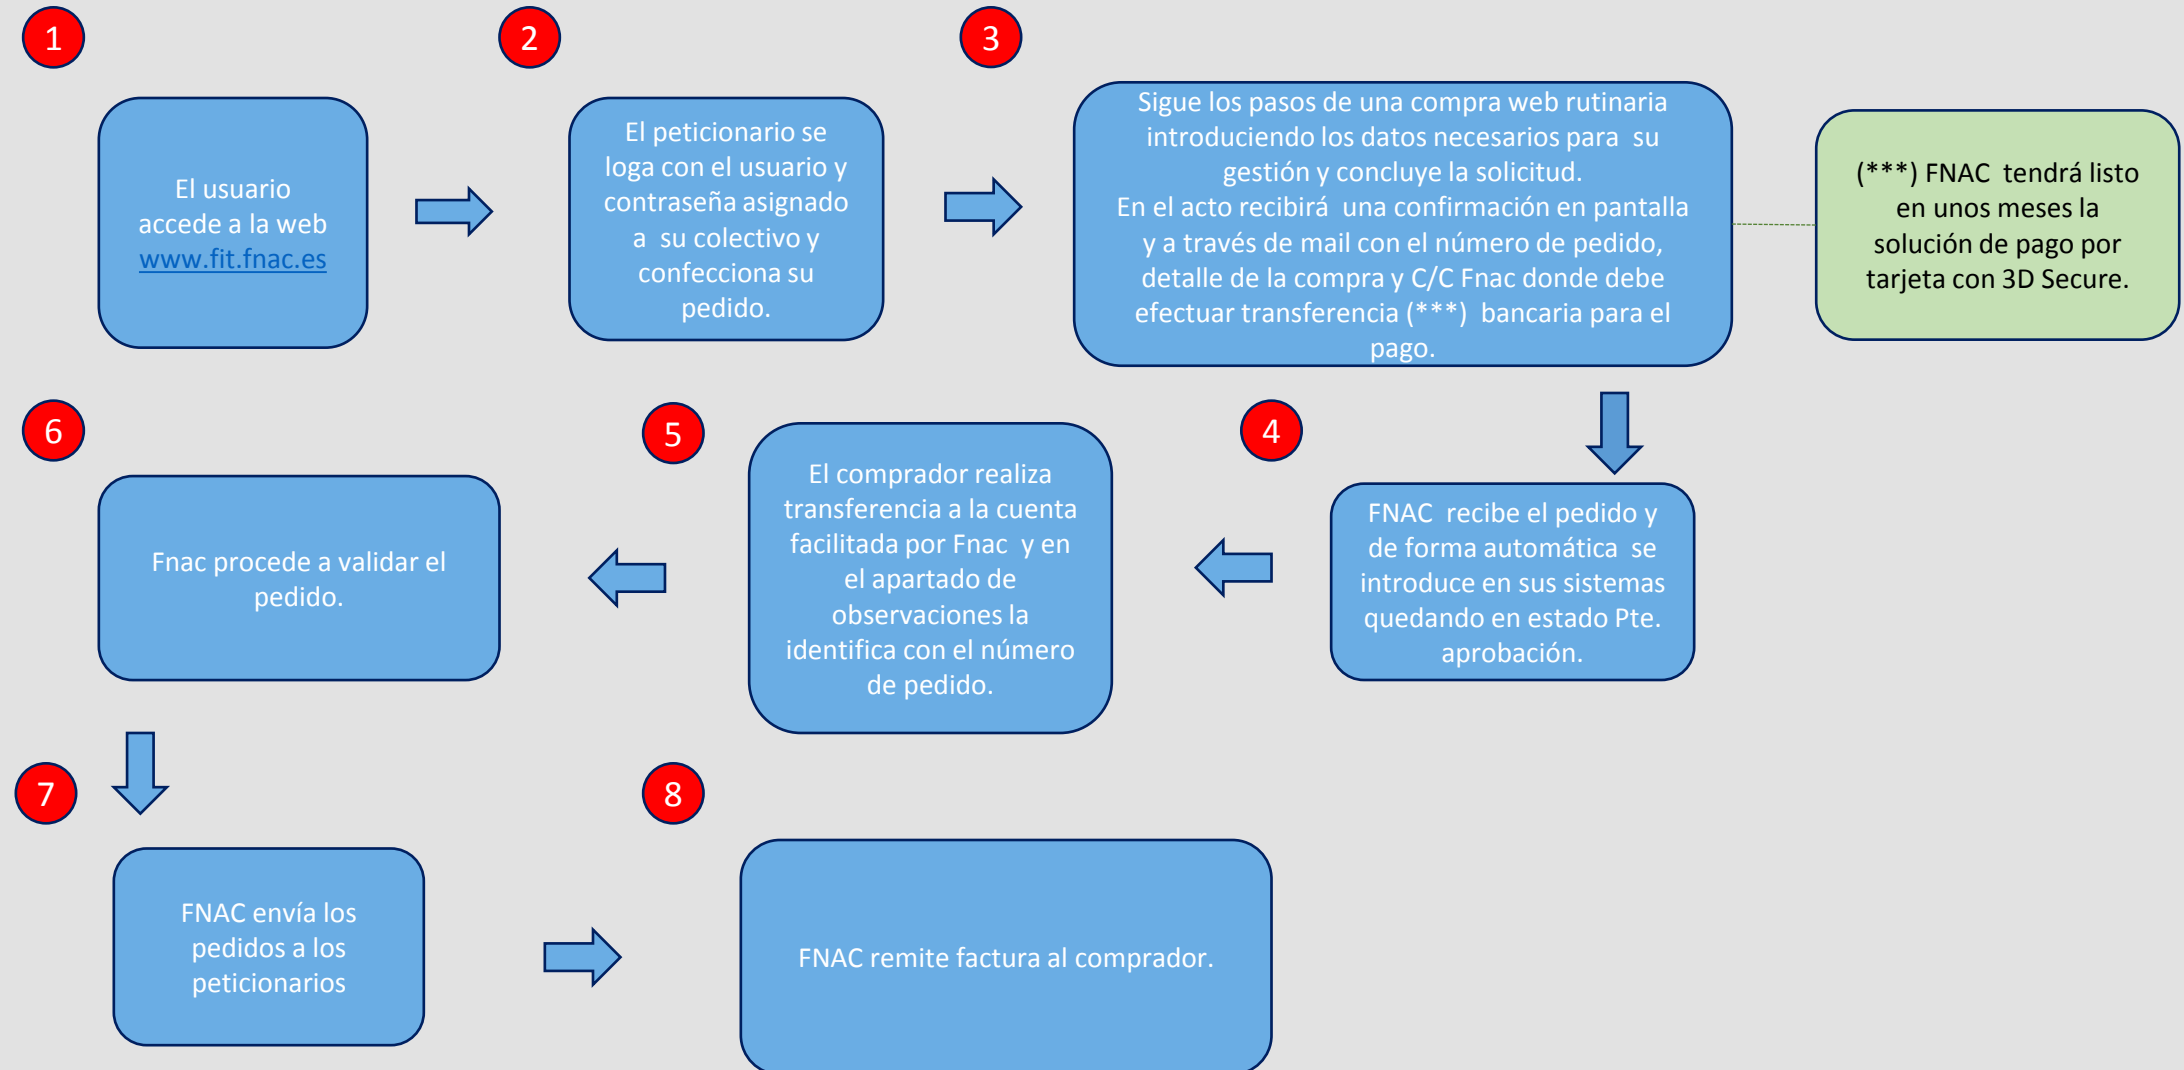 1
El usuario
accede a la web
www.fit.fnac.es
2
El peticionario se
loga con el usuario y
contraseña asignado
a su colectivo y
confecciona su
pedido.
3
Sigue los pasos de una compra web rutinaria
introduciendo los datos necesarios para su
gestión y concluye la solicitud.
En el acto recibirá una confirmación en pantalla
y a través de mail con el número de pedido,
detalle de la compra y C/C Fnac donde debe
efectuar transferencia (***) bancaria para el
pago.
(***) FNAC tendrá listo
en unos meses la
solución de pago por
tarjeta con 3D Secure.
4
FNAC recibe el pedido y
de forma automática se
introduce en sus sistemas
quedando en estado Pte.
aprobación.
5
El comprador realiza
transferencia a la cuenta
facilitada por Fnac y en
el apartado de
observaciones la
identifica con el número
de pedido.
6
Fnac procede a validar el
pedido.
7
FNAC envía los
pedidos a los
peticionarios
8
FNAC remite factura al comprador.